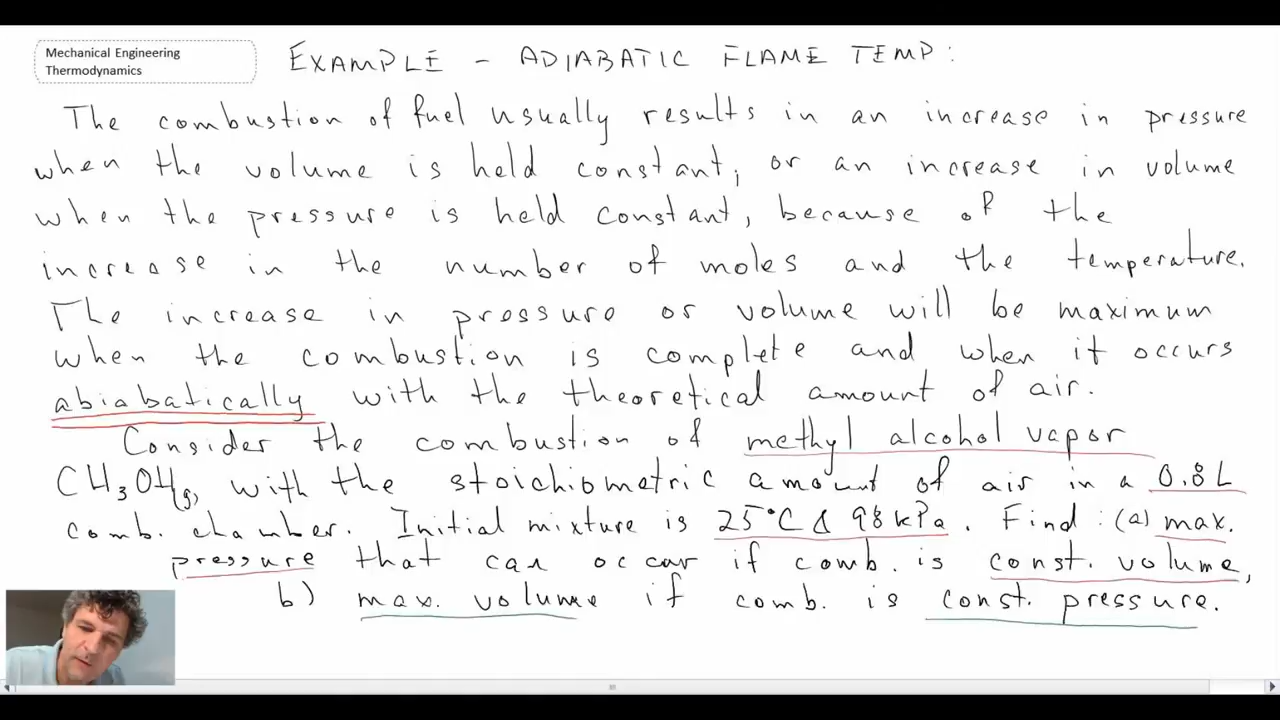 Mechanical Engineering
Thermodynamics
EXAMPLE - ADIABATIC FLAME TEMP:
The combustion of fuel usually results in an increase in pressure
when the volume is held constant, or an increase in volume
when the pressure is held constant, because of the
increase in the number of moles and the temperature.
The increase in pressure or volume will be maximum
when the combustion is complete and when it occurs
abiabatically with the theoretical amount of air.
Consider the combustion of methyl alcohol vapor
CH3OH(g), with the stoichiometric amount of air in a 0.8L
comb. chamber. Initial mixture is 25°C & 98kPa. Find: (a) max.
pressure that can occur if comb. is const. volume,
b) max. volume if comb. is const. pressure.